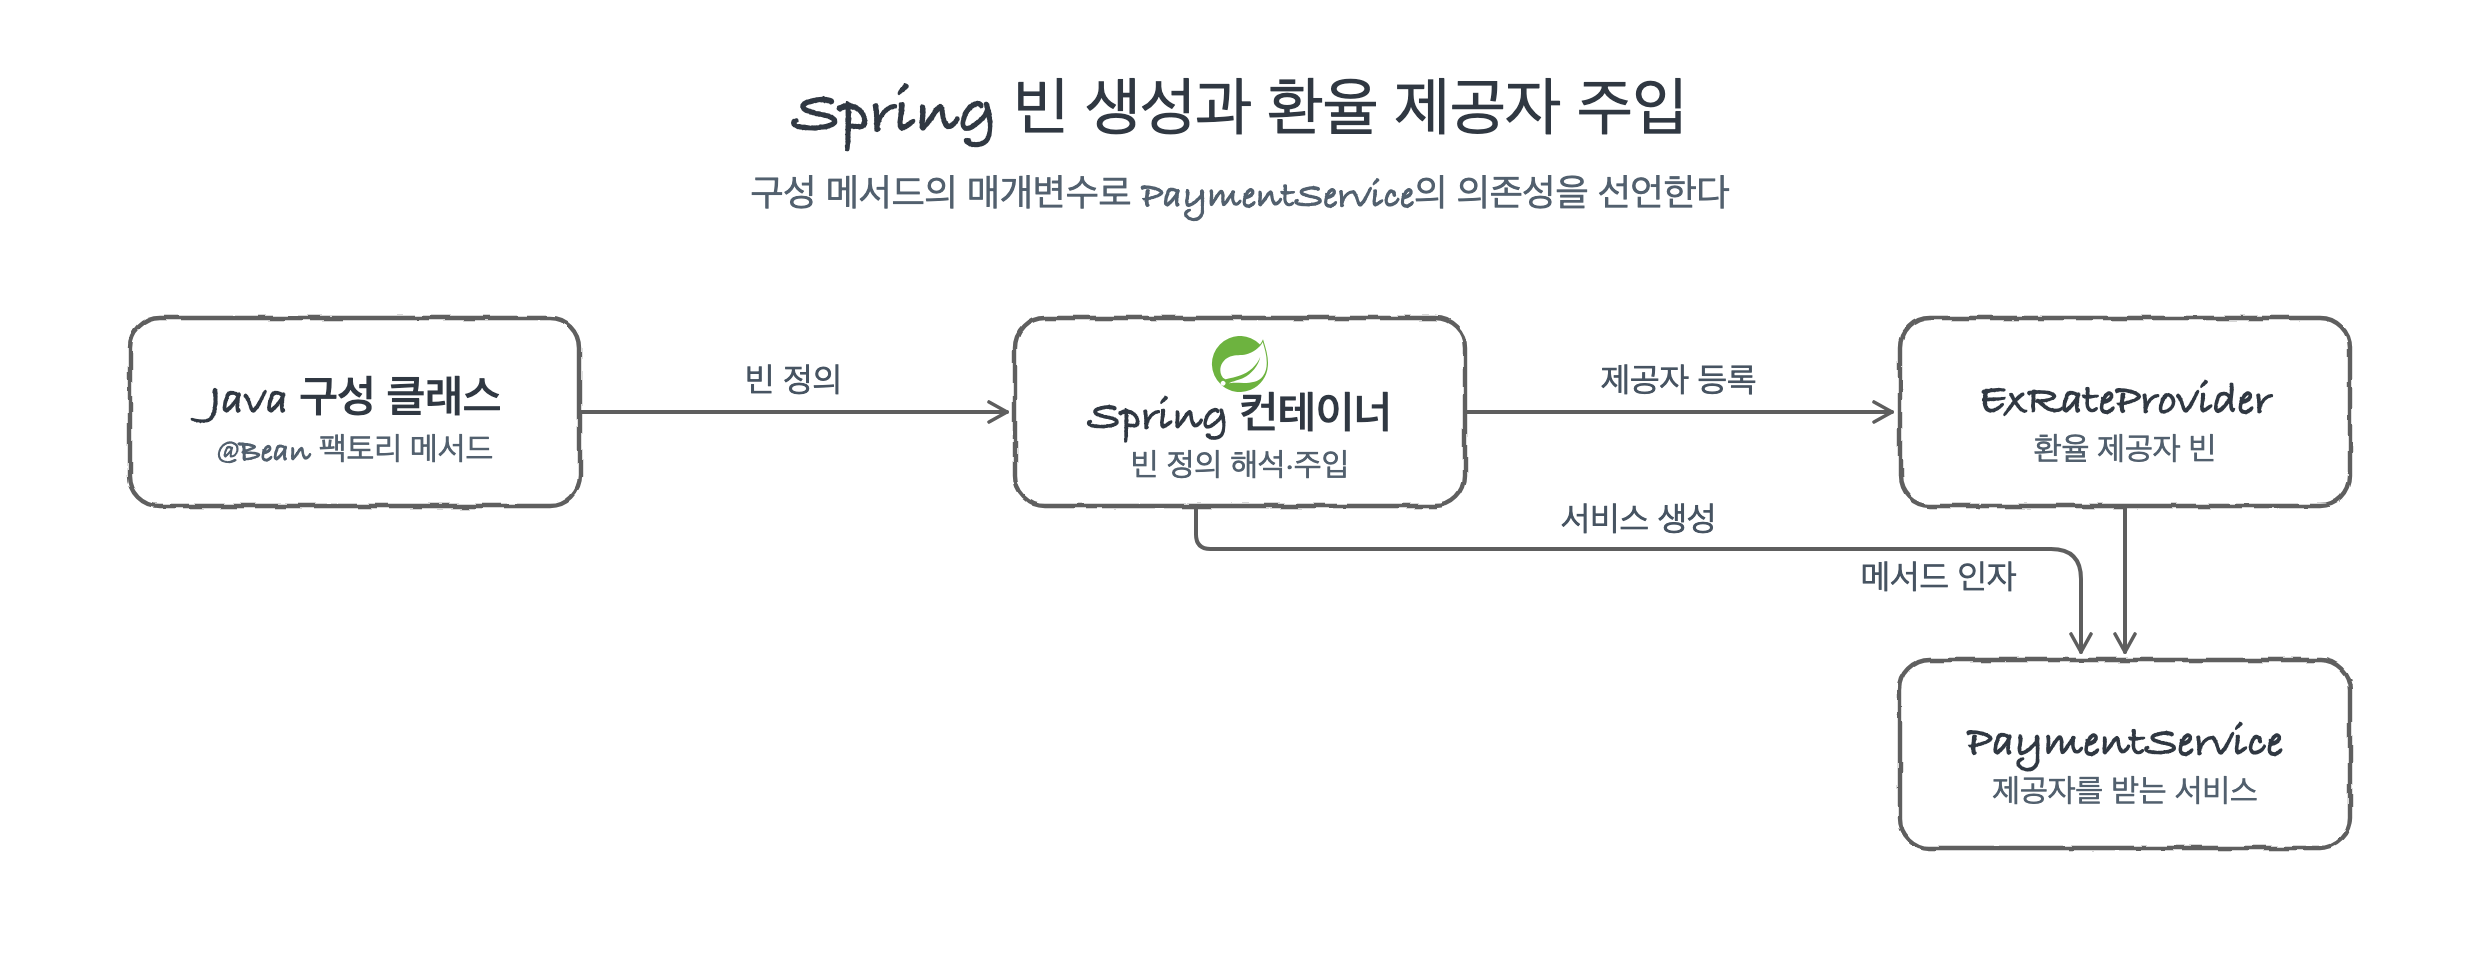 Spring 빈 생성과 환율 제공자 주입
구성 메서드의 매개변수로 PaymentService의 의존성을 선언한다
Java 구성 클래스
@Bean 팩토리 메서드
빈 정의
Spring 컨테이너
빈 정의 해석·주입
제공자 등록
ExRateProvider
환율 제공자 빈
서비스 생성
메서드 인자
PaymentService
제공자를 받는 서비스